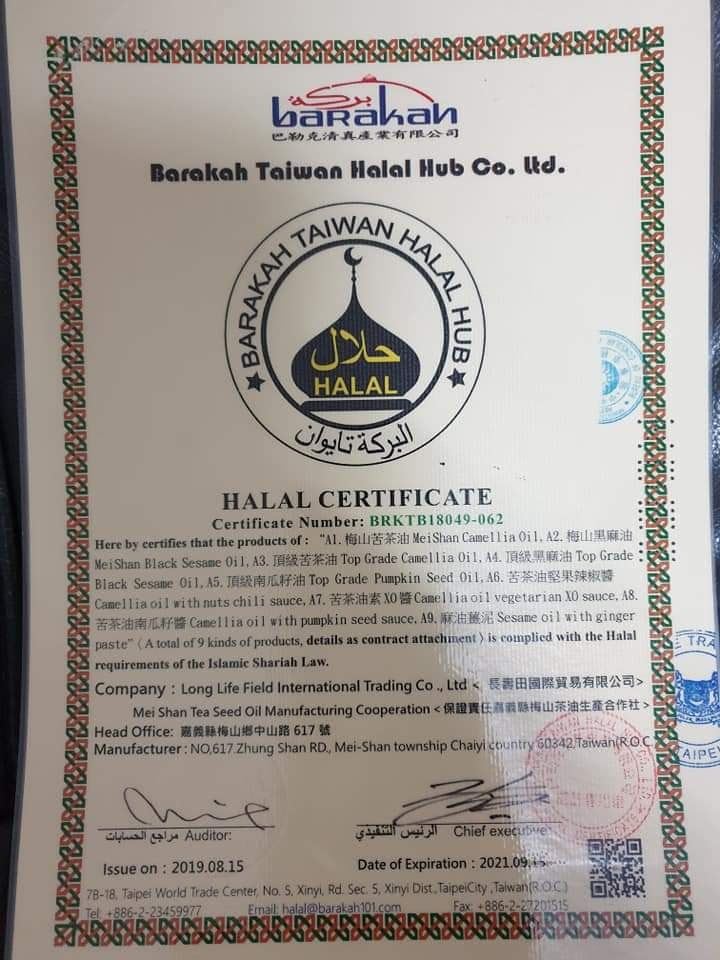 بركة
barakah
巴勒克清真產業有限公司
Barakah Taiwan Halal Hub Co. Ltd.
BARAKAH TAIWAN HALAL HUB
حلال
HALAL
البركة تايوان
HALAL CERTIFICATE
Certificate Number: BRKTB18049-062
Here by certifies that the products of : “A1. 梅山苦茶油 MeiShan Camellia Oil, A2. 梅山黑麻油
MeiShan Black Sesame Oil, A3. 頂級苦茶油 Top Grade Camellia Oil, A4. 頂級黑麻油 Top Grade
Black Sesame Oil, A5. 頂級南瓜籽油 Top Grade Pumpkin Seed Oil, A6. 苦茶油堅果辣椒醬
Camellia oil with nuts chili sauce, A7. 苦茶油素 XO 醬 Camellia oil vegetarian XO sauce, A8.
苦茶油南瓜籽醬 Camellia oil with pumpkin seed sauce, A9. 麻油薑泥 Sesame oil with ginger
paste” (A total of 9 kinds of products, details as contract attachment) is complied with the Halal
requirements of the Islamic Shariah Law.
Company : Long Life Field International Trading Co ., Ltd < 長壽田國際貿易有限公司>
Mei Shan Tea Seed Oil Manufacturing Cooperation <保證責任嘉義縣梅山茶油生產合作社>
Head Office: 嘉義縣梅山鄉中山路 617 號
Manufacturer : NO,617.Zhung Shan RD., Mei-Shan township Chaiyi country 60342,Taiwan(R.O.C
مراجع الحسابات Auditor:
الرئيس التنفيذي Chief executive:
Issue on : 2019.08.15
Date of Expiration : 2021.09.
7B-18, Taipei World Trade Center, No. 5, Xinyi, Rd. Sec. 5, Xinyi Dist.,TaipeiCity ,Taiwan(R.O.C.)
Tel: +886-2-23459977 Email: halal@barakah101.com Fax: +886-2-27201515
E TRA
TAIPEI